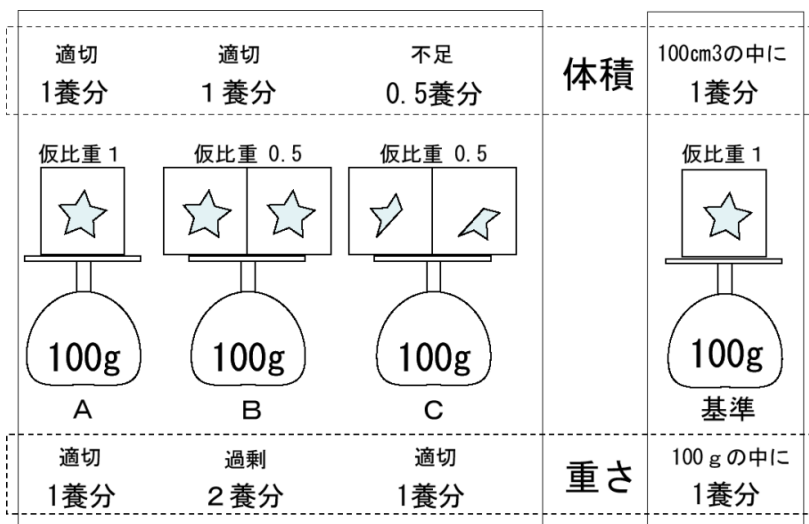 適切
1養分
適切
1養分
不足
0.5養分
体積
100cm3の中に
1養分
仮比重1
仮比重 0.5
仮比重 0.5
仮比重1
100g
100g
100g
100g
A
B
C
基準
適切
1養分
過剰
2養分
適切
1養分
重さ
100gの中に
1養分